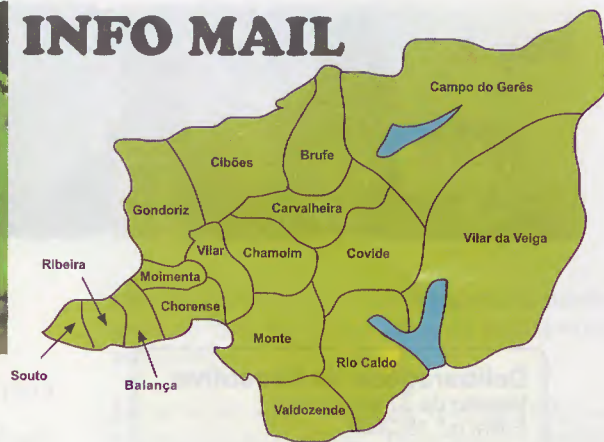 INFO MAIL
Campo do Gerês
Cibões
Brufe
Gondoriz
Carvalheira
Vilar da Veiga
Vilar
Chamoim
Covide
Ribeira
Moimenta
Chorense
Monte
Rio Caldo
Souto
Balança
Valdozende